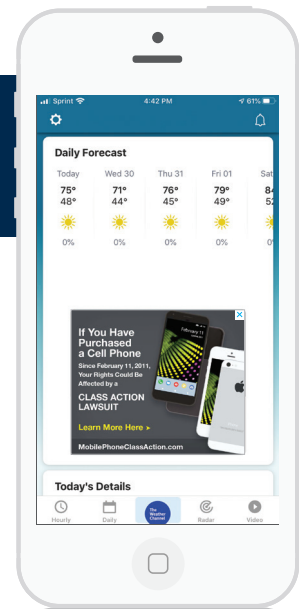 Sprint 4:42 PM 61%
Daily Forecast
Today Wed 30 Thu 31 Fri 01 Sat
75° 71° 76° 79° 84
48° 44° 45° 49° 52
0% 0% 0% 0% 0
If You Have
Purchased
a Cell Phone
Since February 11, 2011,
Your Rights Could Be
Affected by a
CLASS ACTION
LAWSUIT
Learn More Here ➤
MobilePhoneClassAction.com
February 11
Today's Details
Hourly Daily The Weather Channel Radar Video